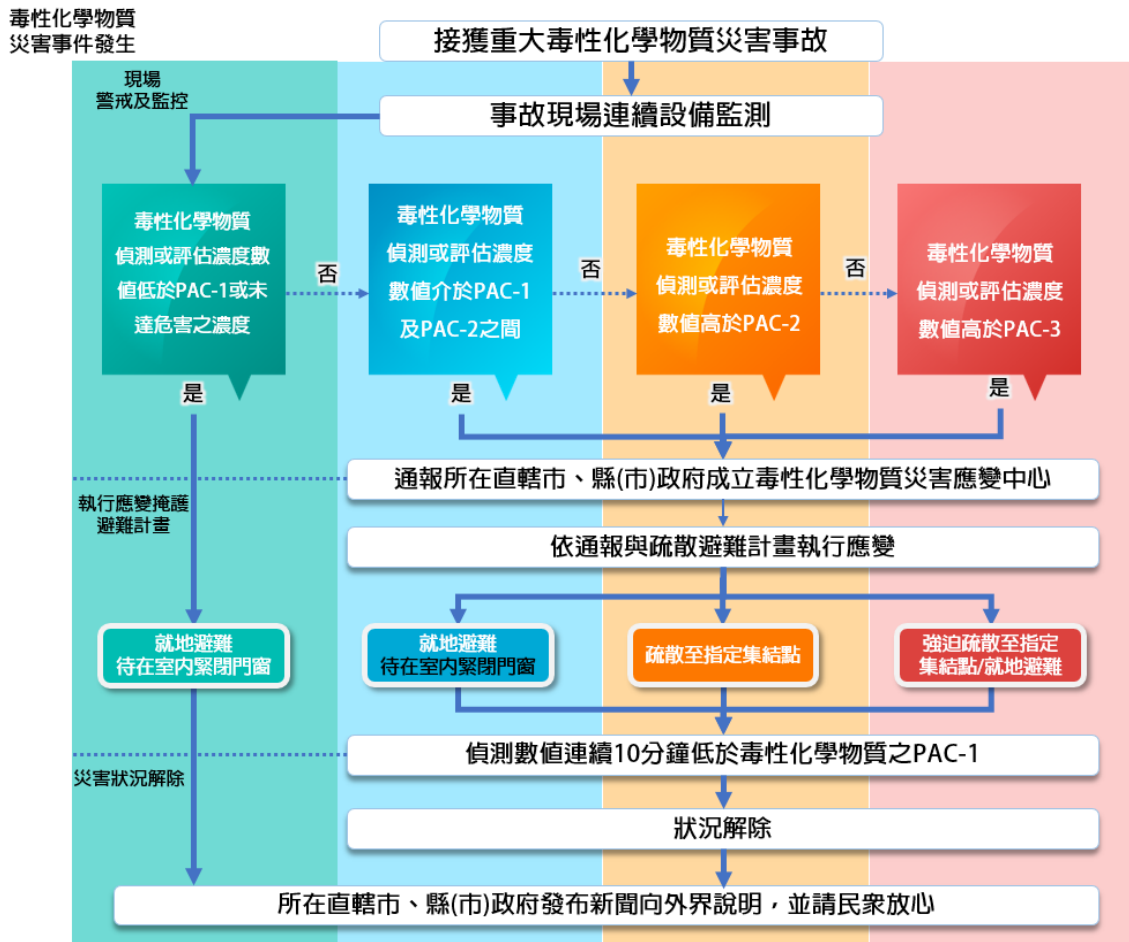 毒性化學物質
災害事件發生
接獲重大毒性化學物質災害事故
現場
警戒及監控
事故現場連續設備監測
毒性化學物質
偵測或評估濃度數
值低於PAC-1或未
達危害之濃度
否
毒性化學物質
偵測或評估濃度
數值介於PAC-1
及PAC-2之間
否
毒性化學物質
偵測或評估濃度
數值高於PAC-2
否
毒性化學物質
偵測或評估濃度
數值高於PAC-3
是
是
是
是
通報所在直轄市、縣(市)政府成立毒性化學物質災害應變中心
執行應變掩護
避難計畫
依通報與疏散避難計畫執行應變
就地避難
待在室內緊閉門窗
就地避難
待在室內緊閉門窗
疏散至指定集結點
強迫疏散至指定
集結點/就地避難
偵測數值連續10分鐘低於毒性化學物質之PAC-1
災害狀況解除
狀況解除
所在直轄市、縣(市)政府發布新聞向外界說明，並請民眾放心